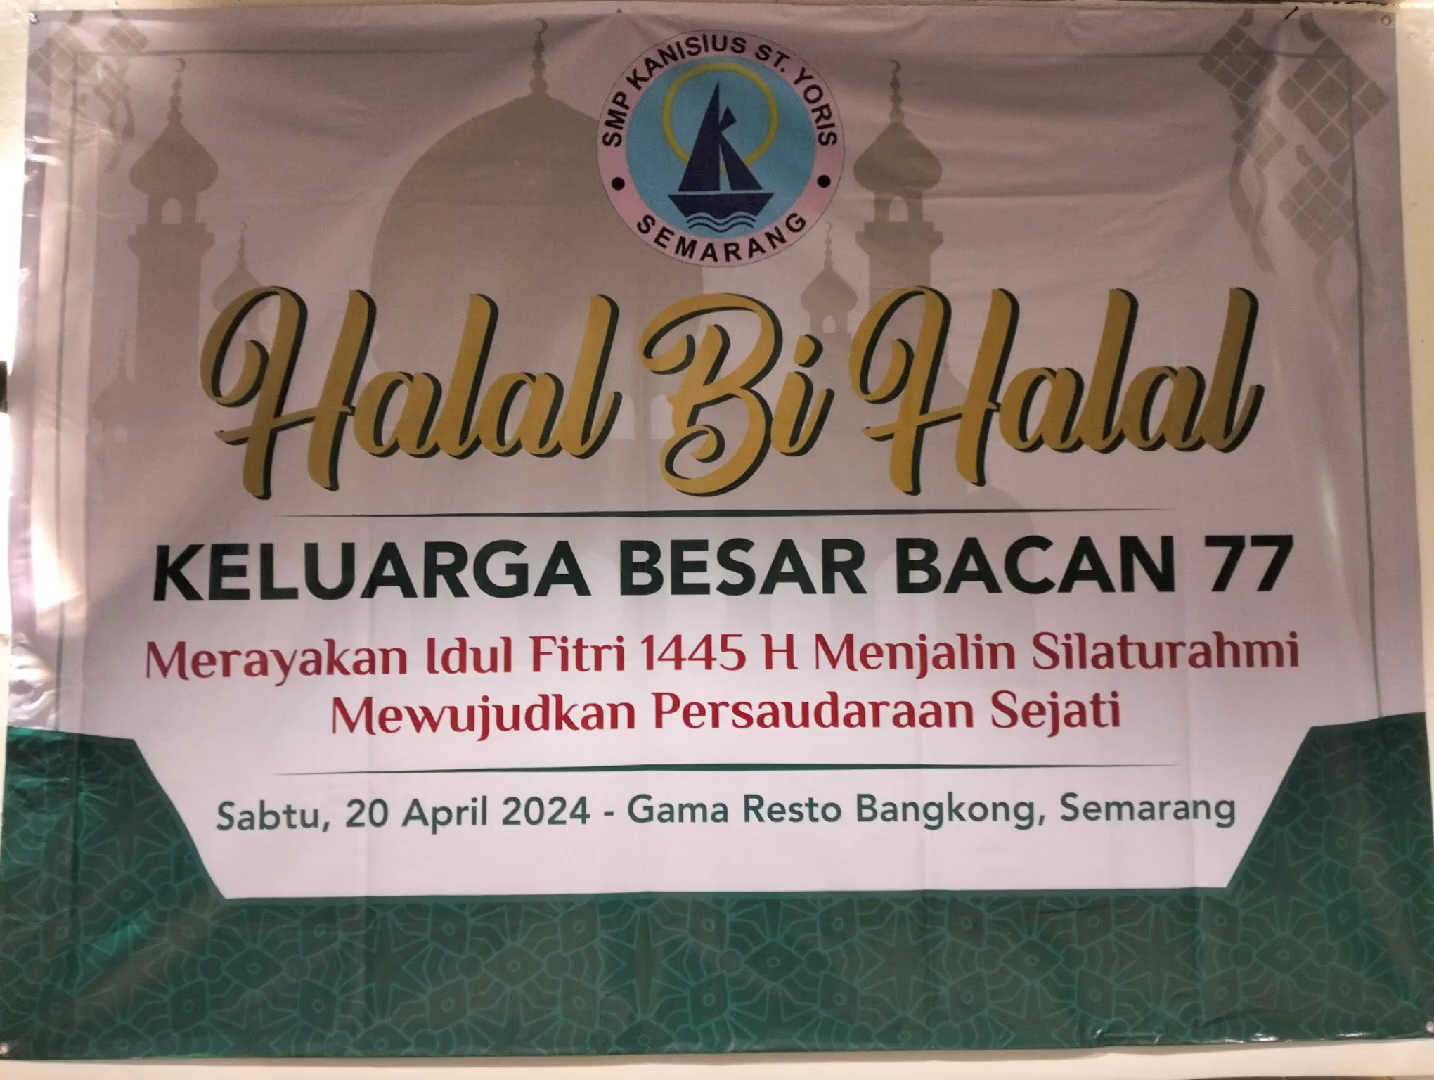 SMP KANISIUS ST. YORIS
SEMARANG
Halal Bi Halal
KELUARGA BESAR BACAN 77
Merayakan Idul Fitri 1445 H Menjalin Silaturahmi
Mewujudkan Persaudaraan Sejati
Sabtu, 20 April 2024 - Gama Resto Bangkong, Semarang